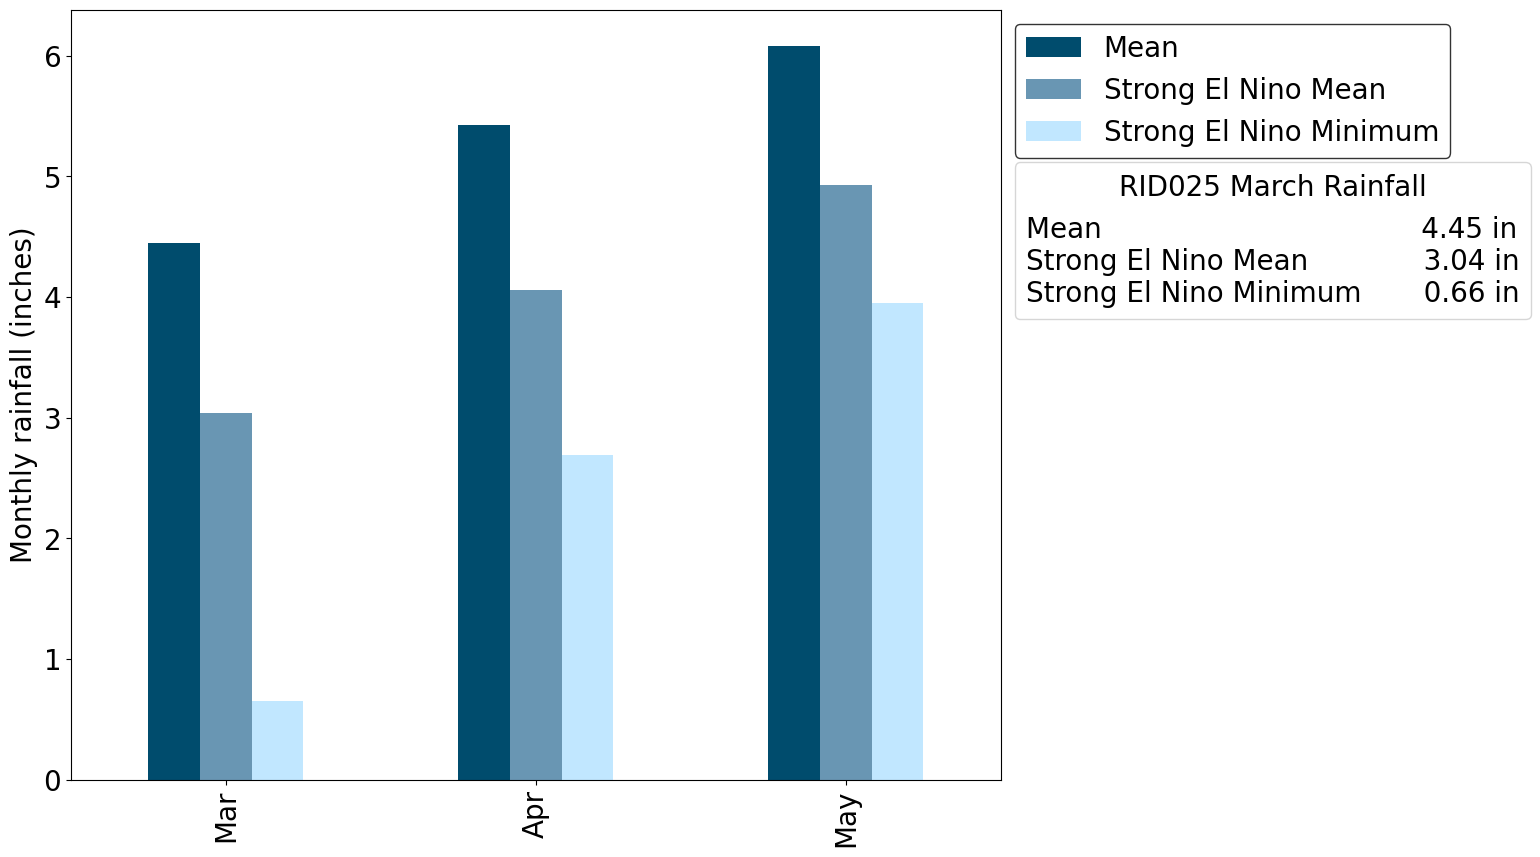 Monthly rainfall (inches)
6
5
4
3
2
1
0
Mar
Apr
May
Mean
Strong El Nino Mean
Strong El Nino Minimum
RID025 March Rainfall
Mean 4.45 in
Strong El Nino Mean 3.04 in
Strong El Nino Minimum 0.66 in